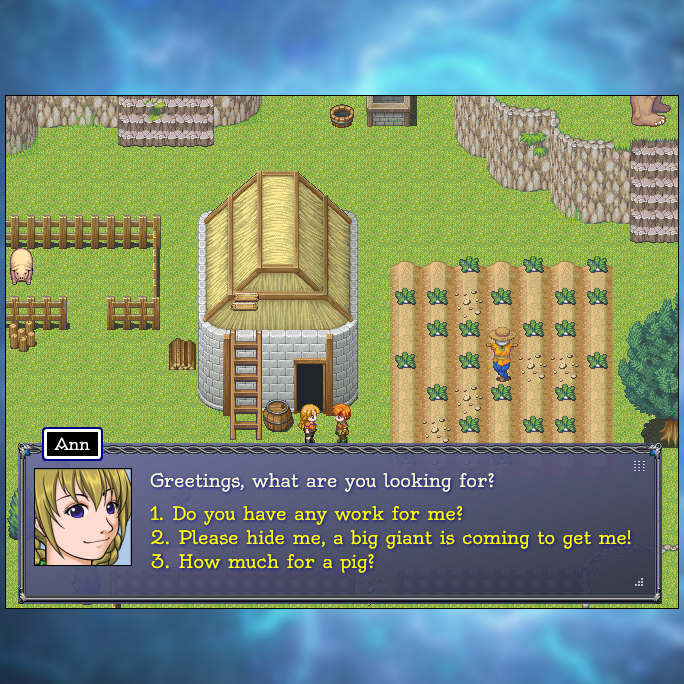 Ann
Greetings, what are you looking for?
1. Do you have any work for me?
2. Please hide me, a big giant is coming to get me!
3. How much for a pig?